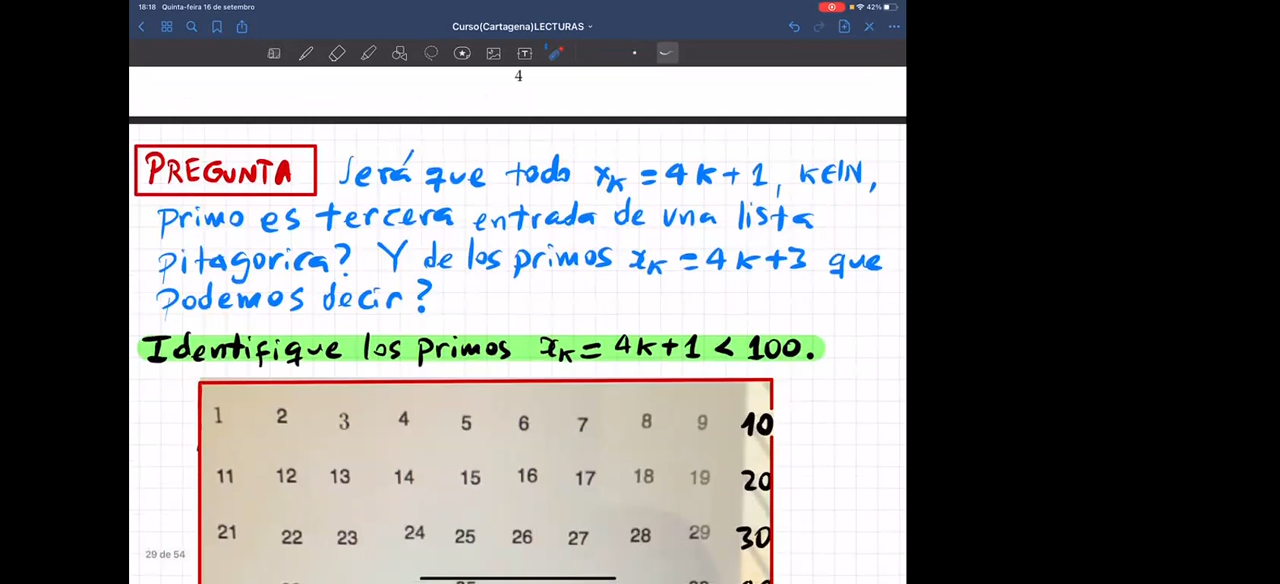 18:18 Quinta-feira 16 de setembro
42%
Curso(Cartagena)LECTURAS
4
PREGUNTA Será que todo xₖ = 4k+1, k∈ℕ,
primo es tercera entrada de una lista
pitagorica? Y de los primos xₖ = 4k+3 que
podemos decir?
Identifique los primos xₖ = 4k+1 < 100.
1 2 3 4 5 6 7 8 9 10
11 12 13 14 15 16 17 18 19 20
21 22 23 24 25 26 27 28 29 30
29 de 54